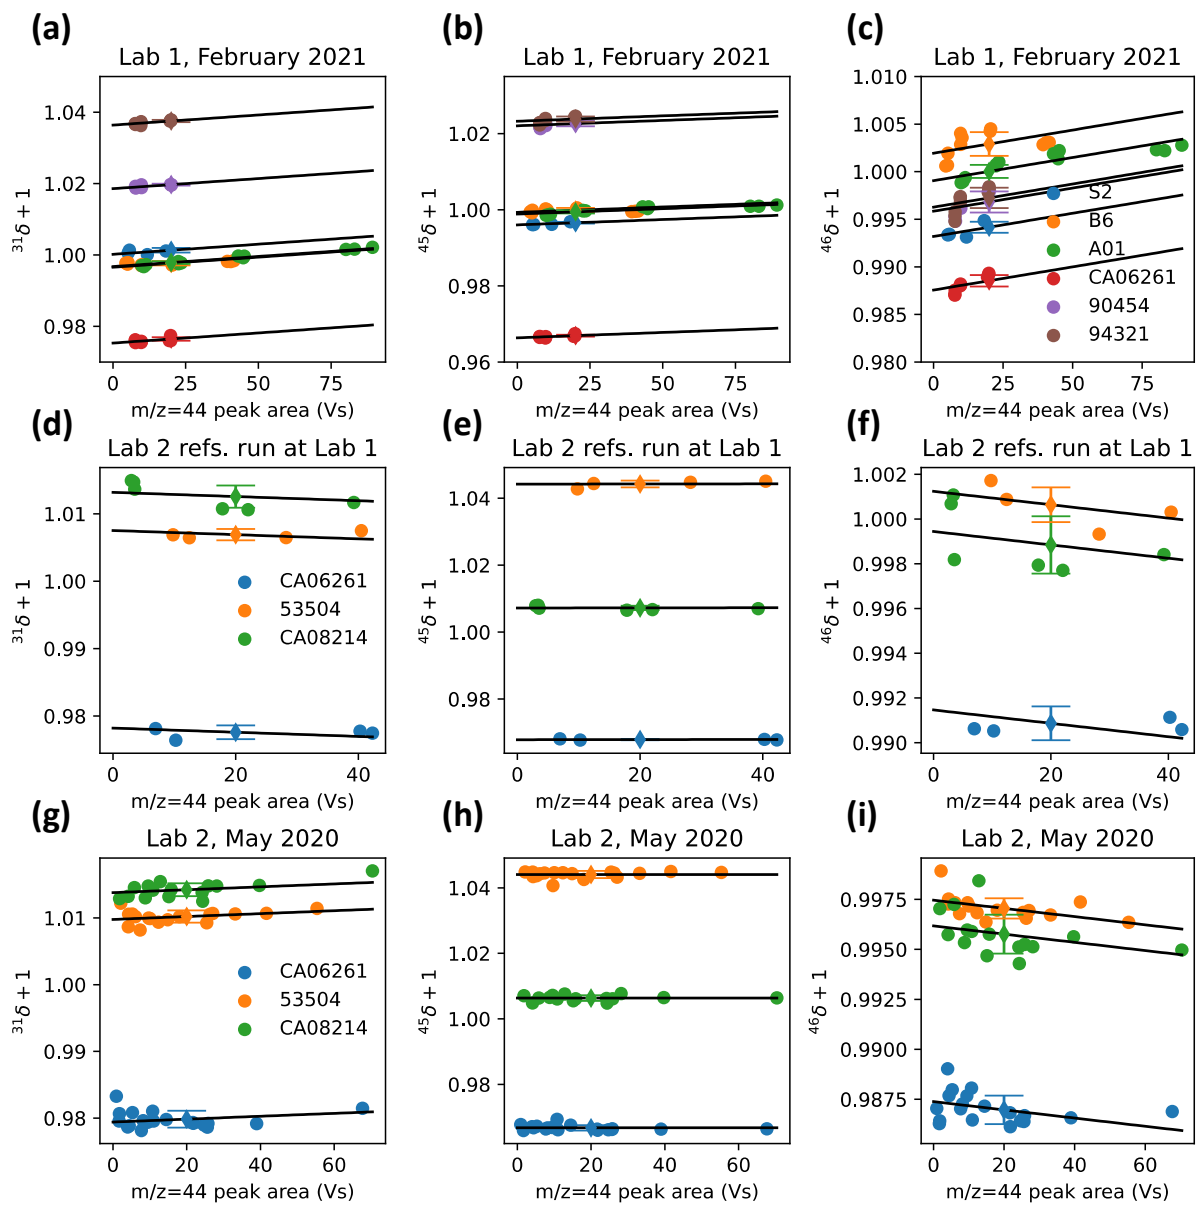 (a)
Lab 1, February 2021
1.04
1.02
1.00
0.98
³¹δ + 1
0
25
50
75
m/z=44 peak area (Vs)
(b)
Lab 1, February 2021
1.02
1.00
0.98
0.96
⁴⁵δ + 1
0
25
50
75
m/z=44 peak area (Vs)
(c)
Lab 1, February 2021
1.010
1.005
1.000
0.995
0.990
0.985
0.980
⁴⁶δ + 1
S2
B6
A01
CA06261
90454
94321
0
25
50
75
m/z=44 peak area (Vs)
(d)
Lab 2 refs. run at Lab 1
1.01
1.00
0.99
0.98
³¹δ + 1
CA06261
53504
CA08214
0
20
40
m/z=44 peak area (Vs)
(e)
Lab 2 refs. run at Lab 1
1.04
1.02
1.00
0.98
⁴⁵δ + 1
0
20
40
m/z=44 peak area (Vs)
(f)
Lab 2 refs. run at Lab 1
1.002
1.000
0.998
0.996
0.994
0.992
0.990
⁴⁶δ + 1
0
20
40
m/z=44 peak area (Vs)
(g)
Lab 2, May 2020
1.01
1.00
0.99
0.98
³¹δ + 1
CA06261
53504
CA08214
0
20
40
60
m/z=44 peak area (Vs)
(h)
Lab 2, May 2020
1.04
1.02
1.00
0.98
⁴⁵δ + 1
0
20
40
60
m/z=44 peak area (Vs)
(i)
Lab 2, May 2020
0.9975
0.9950
0.9925
0.9900
0.9875
⁴⁶δ + 1
0
20
40
60
m/z=44 peak area (Vs)